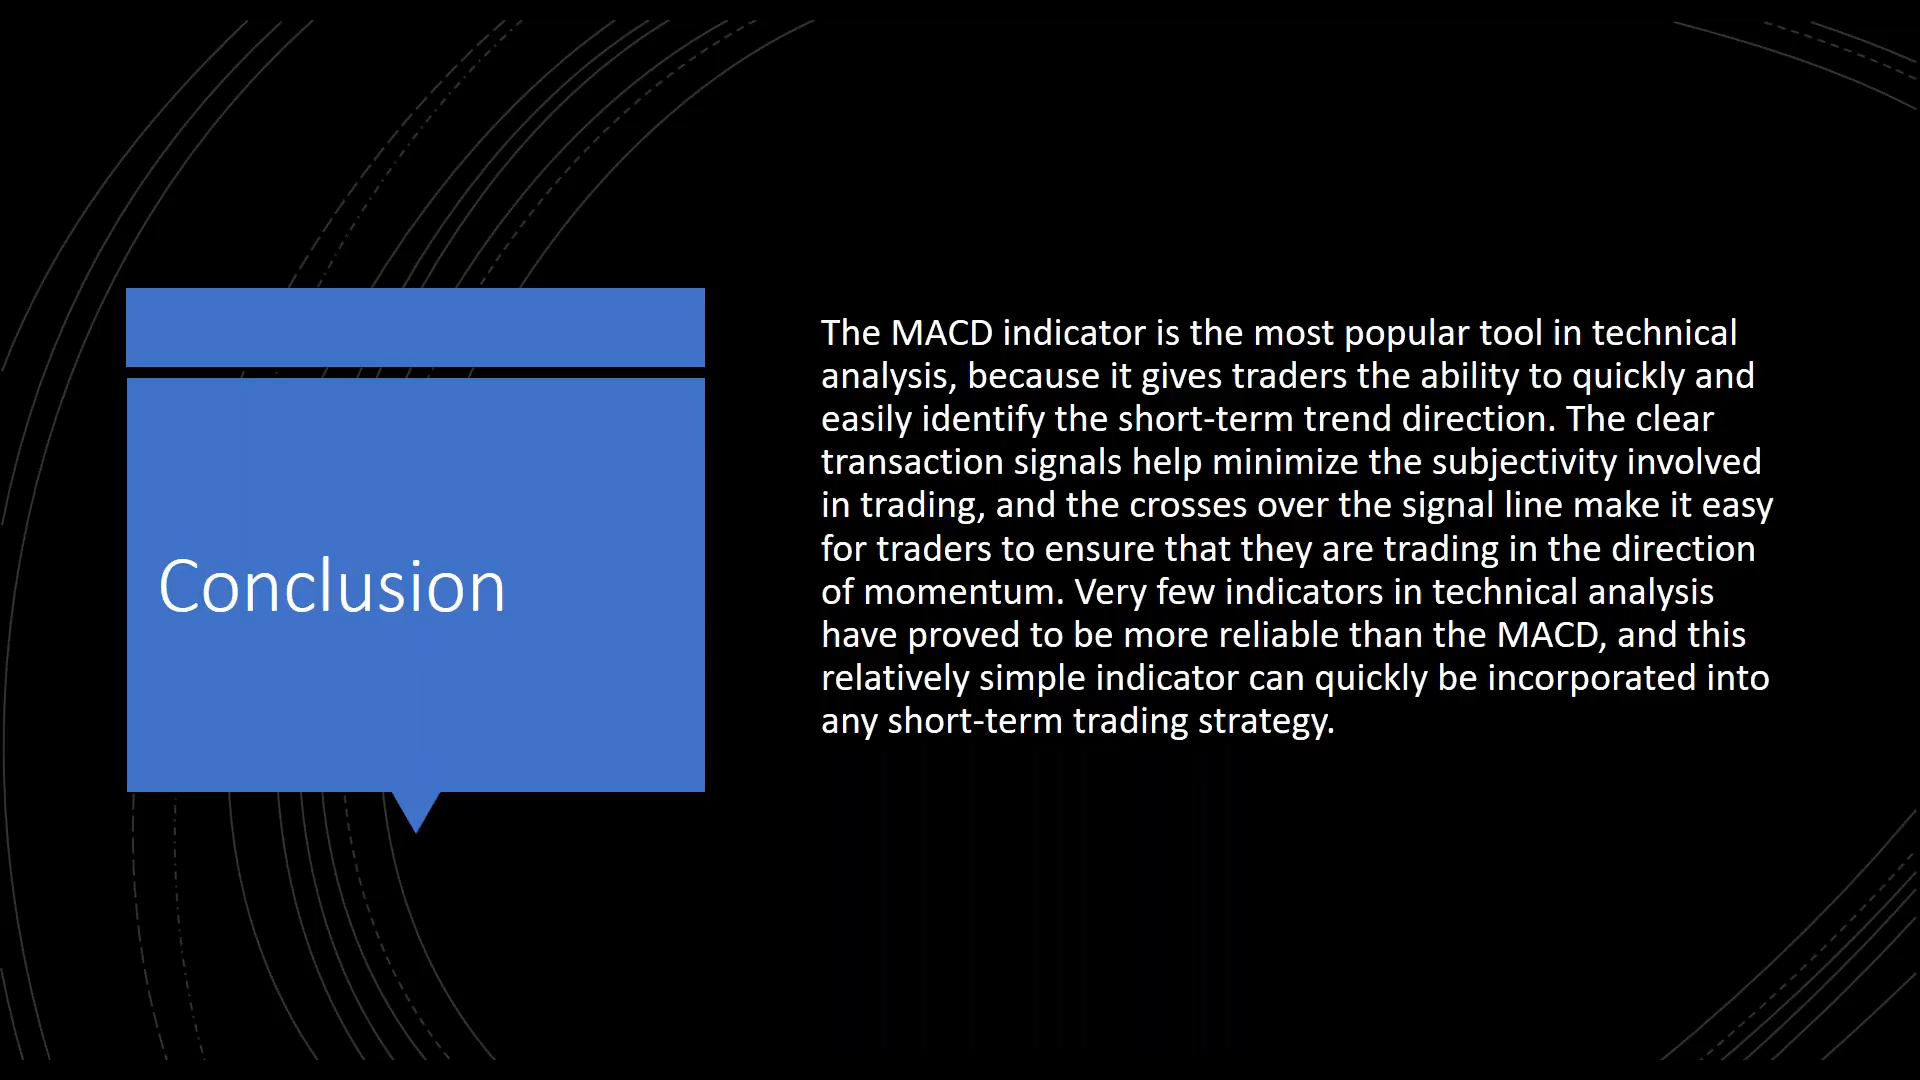 Conclusion
The MACD indicator is the most popular tool in technical
analysis, because it gives traders the ability to quickly and
easily identify the short-term trend direction. The clear
transaction signals help minimize the subjectivity involved
in trading, and the crosses over the signal line make it easy
for traders to ensure that they are trading in the direction
of momentum. Very few indicators in technical analysis
have proved to be more reliable than the MACD, and this
relatively simple indicator can quickly be incorporated into
any short-term trading strategy.